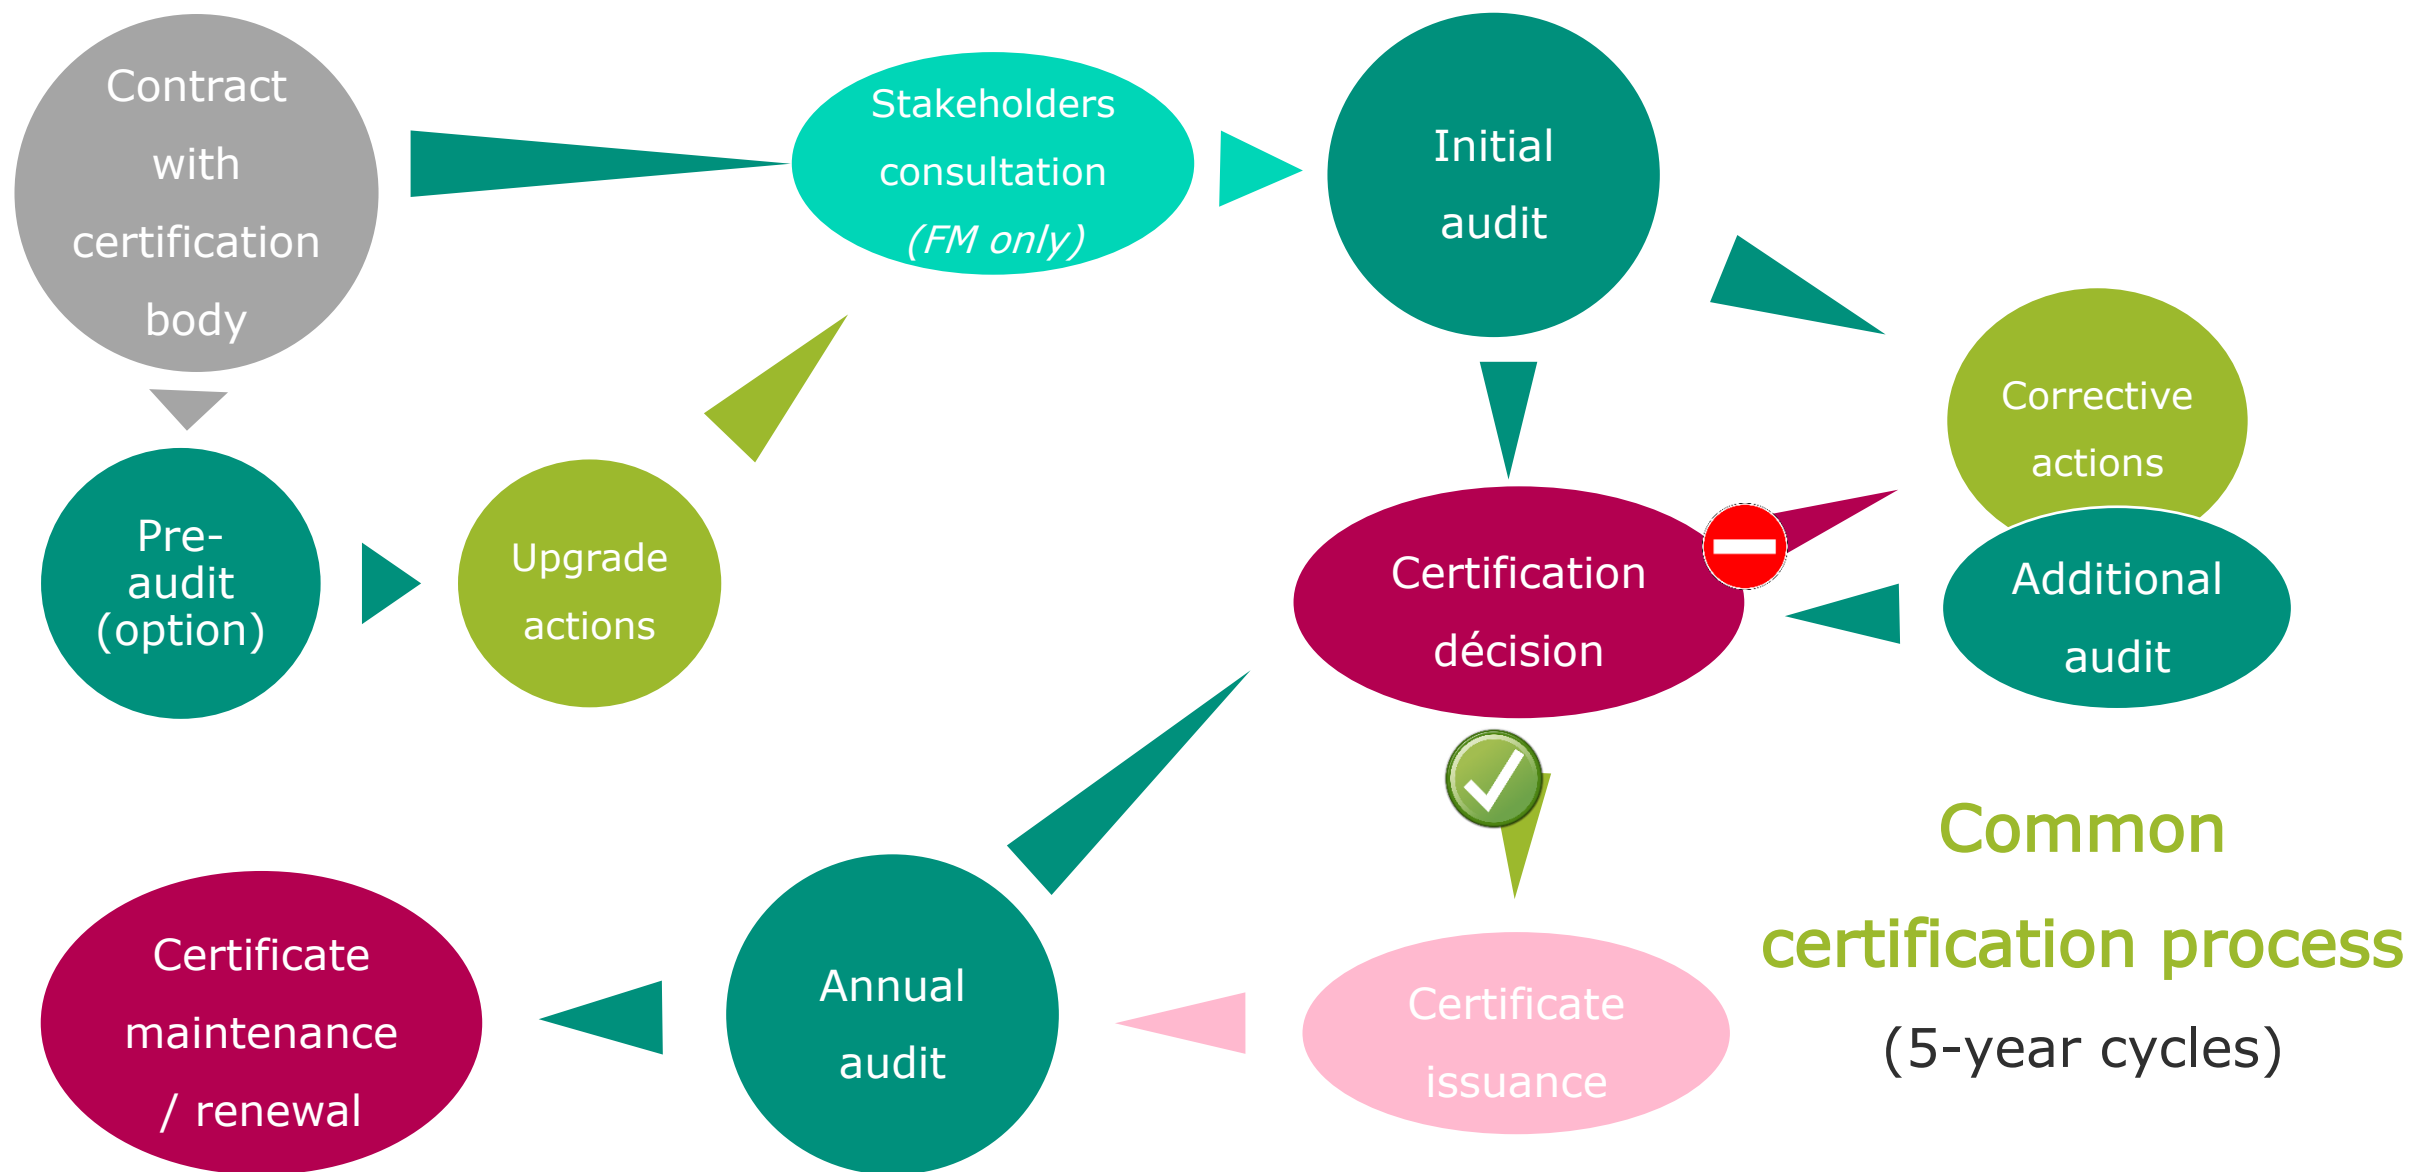 Contract
with
certification
body
Stakeholders
consultation
(FM only)
Initial
audit
Corrective
actions
Pre-
audit
(option)
Upgrade
actions
Certification
décision
Additional
audit
Certificate
maintenance
/ renewal
Annual
audit
Certificate
issuance
Common
certification process
(5-year cycles)